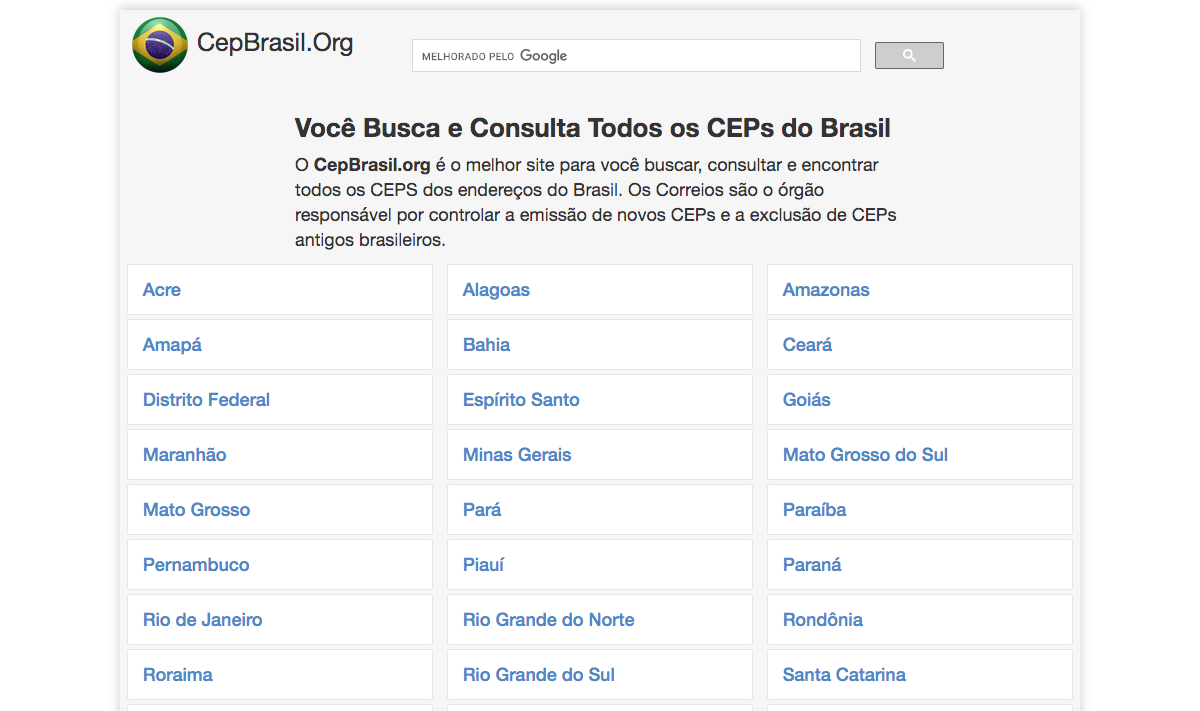 CepBrasil.Org
MELHORADO PELO Google
Você Busca e Consulta Todos os CEPs do Brasil
O CepBrasil.org é o melhor site para você buscar, consultar e encontrar
todos os CEPS dos endereços do Brasil. Os Correios são o órgão
responsável por controlar a emissão de novos CEPs e a exclusão de CEPs
antigos brasileiros.
Acre
Alagoas
Amazonas
Amapá
Bahia
Ceará
Distrito Federal
Espírito Santo
Goiás
Maranhão
Minas Gerais
Mato Grosso do Sul
Mato Grosso
Pará
Paraíba
Pernambuco
Piauí
Paraná
Rio de Janeiro
Rio Grande do Norte
Rondônia
Roraima
Rio Grande do Sul
Santa Catarina